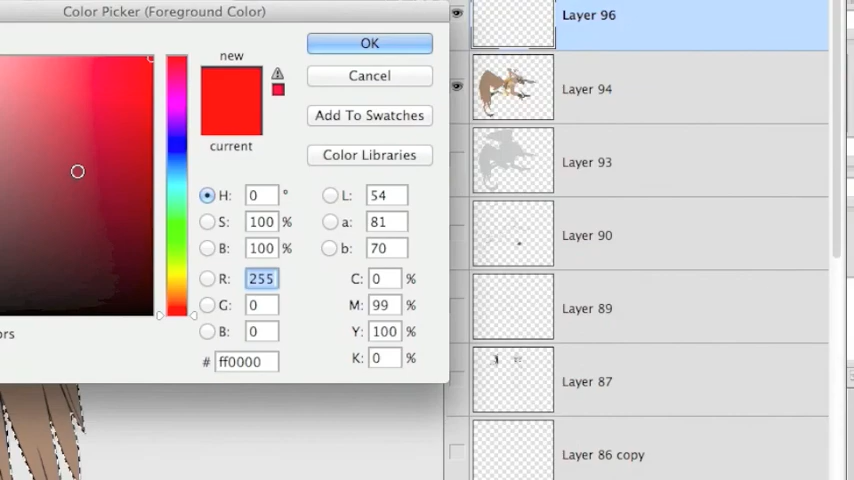 Color Picker (Foreground Color)
new
current
OK
Cancel
Add To Swatches
Color Libraries
H: 0 °
S: 100 %
B: 100 %
R: 255
G: 0
B: 0
# ff0000
L: 54
a: 81
b: 70
C: 0 %
M: 99 %
Y: 100 %
K: 0 %
ors
Layer 96
Layer 94
Layer 93
Layer 90
Layer 89
Layer 87
Layer 86 copy